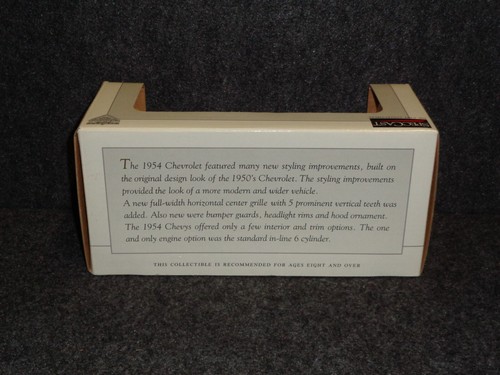 SPECCAST
The 1954 Chevrolet featured many new styling improvements, built on
the original design look of the 1950's Chevrolet. The styling improvements
provided the look of a more modern and wider vehicle.
A new full-width horizontal center grille with 5 prominent vertical teeth was
added. Also new were bumper guards, headlight rims and hood ornament.
The 1954 Chevys offered only a few interior and trim options. The one
and only engine option was the standard in-line 6 cylinder.
THIS COLLECTIBLE IS RECOMMENDED FOR AGES EIGHT AND OVER